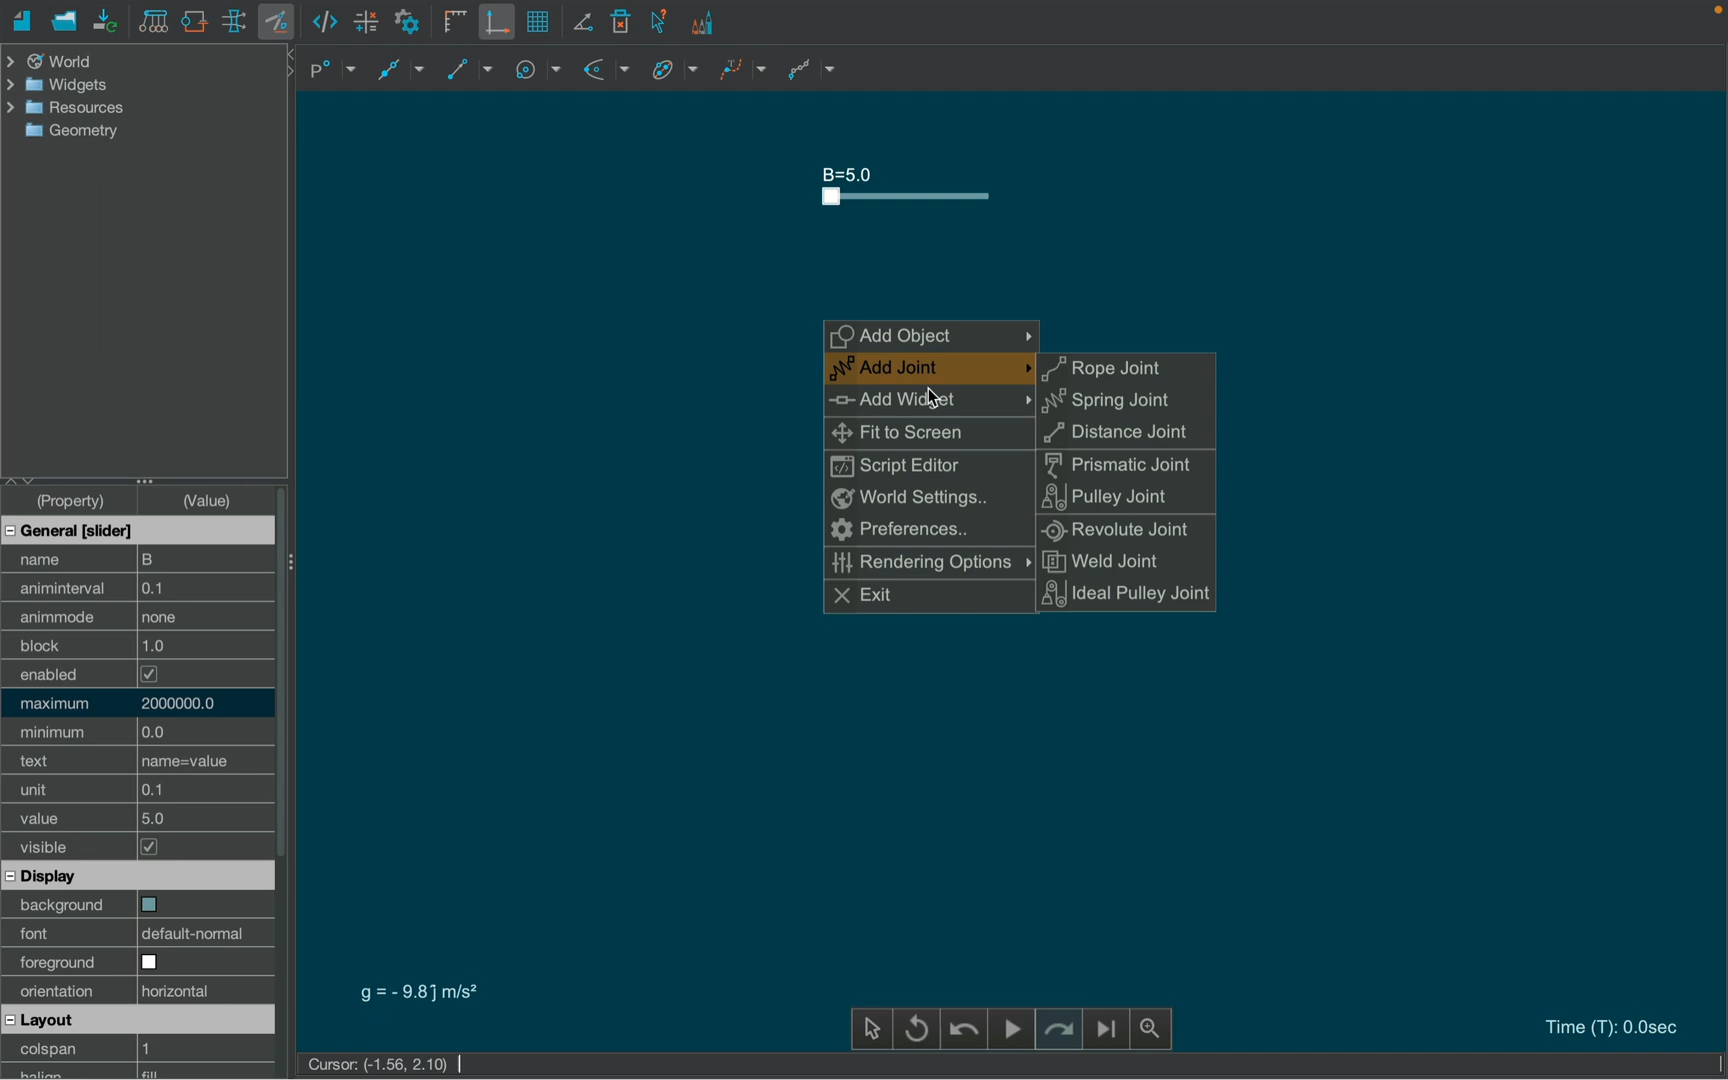 World
Widgets
Resources
Geometry
P
T
B=5.0
Add Object
Add Joint
Add Widget
Fit to Screen
Script Editor
World Settings..
Preferences..
Rendering Options
Exit
Rope Joint
Spring Joint
Distance Joint
Prismatic Joint
Pulley Joint
Revolute Joint
Weld Joint
Ideal Pulley Joint
(Property) (Value)
General [slider]
name B
animinterval 0.1
animmode none
block 1.0
enabled
maximum 2000000.0
minimum 0.0
text name=value
unit 0.1
value 5.0
visible
Display
background
font default-normal
foreground
orientation horizontal
Layout
colspan 1
halign fill
g = - 9.8ĵ m/s²
Time (T): 0.0sec
Cursor: (-1.56, 2.10)